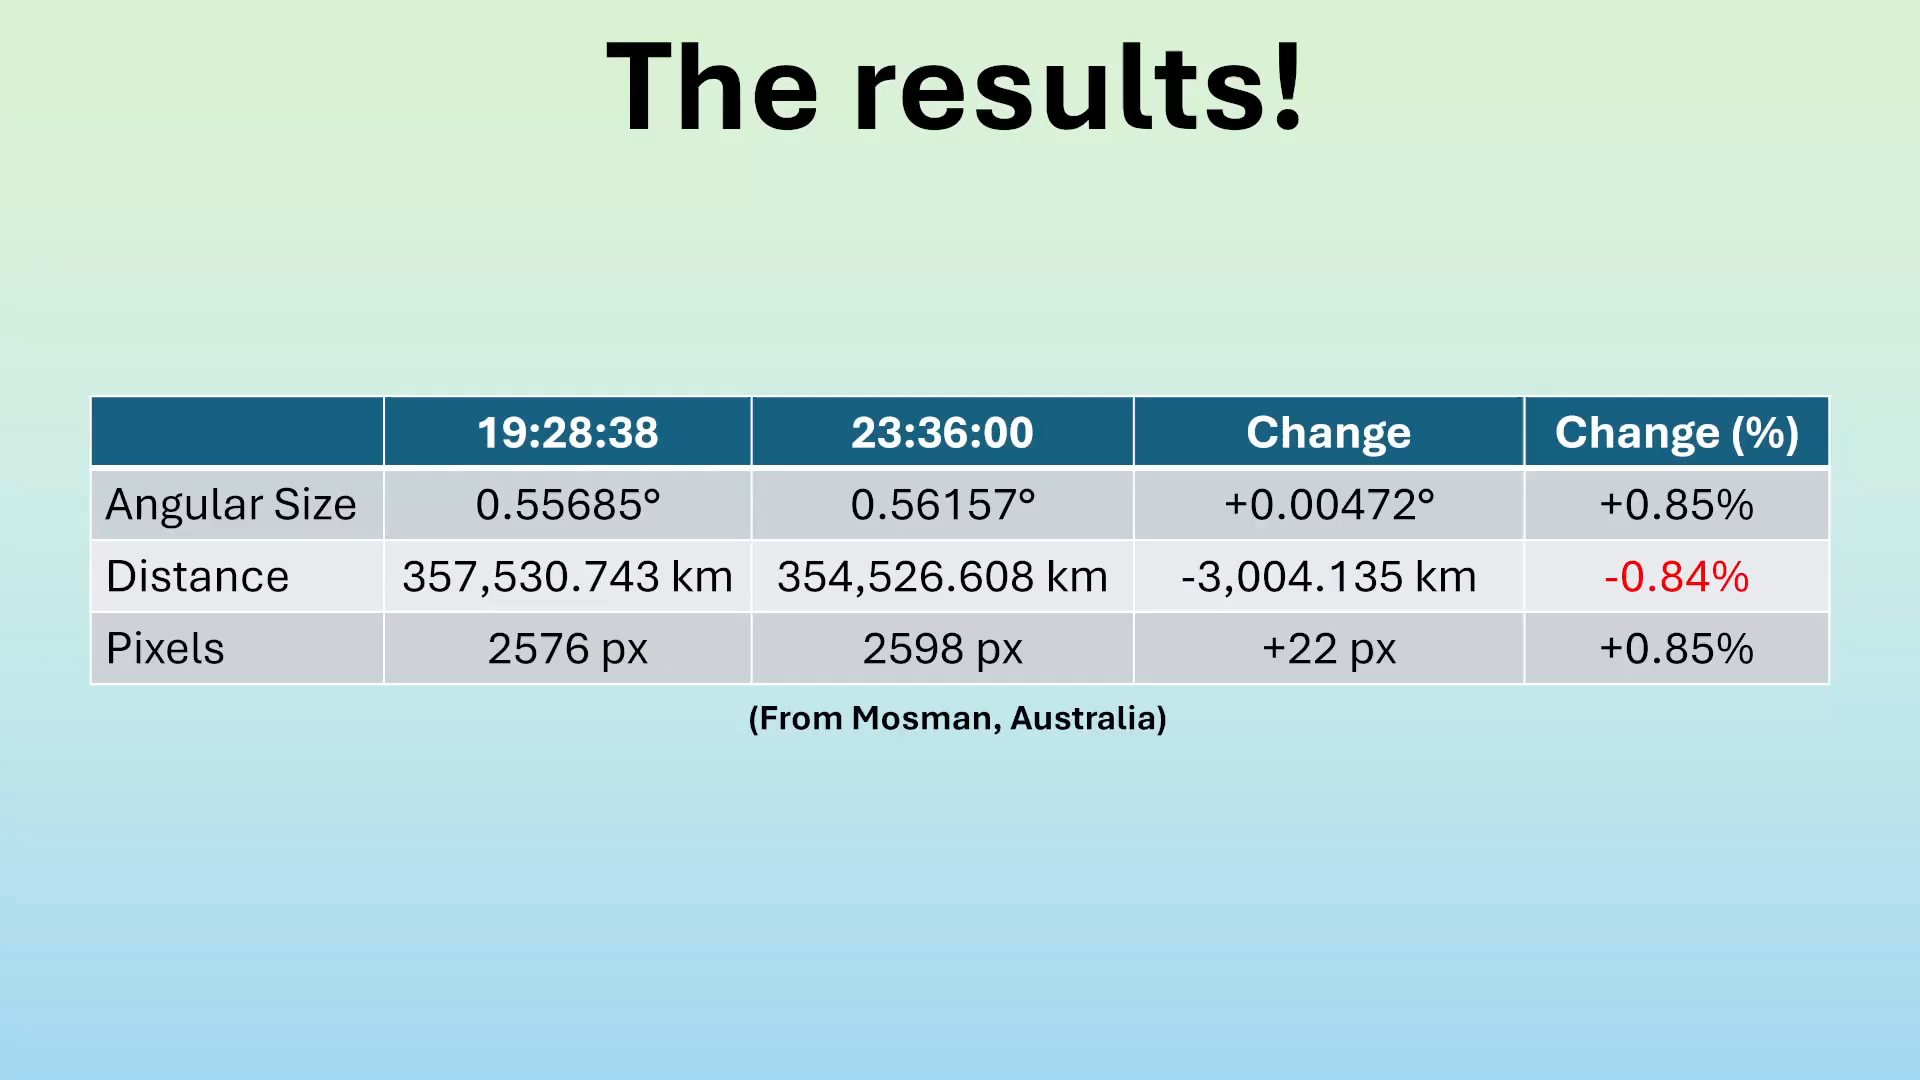 The results!
19:28:38 23:36:00 Change Change (%)
Angular Size 0.55685° 0.56157° +0.00472° +0.85%
Distance 357,530.743 km 354,526.608 km -3,004.135 km -0.84%
Pixels 2576 px 2598 px +22 px +0.85%
(From Mosman, Australia)